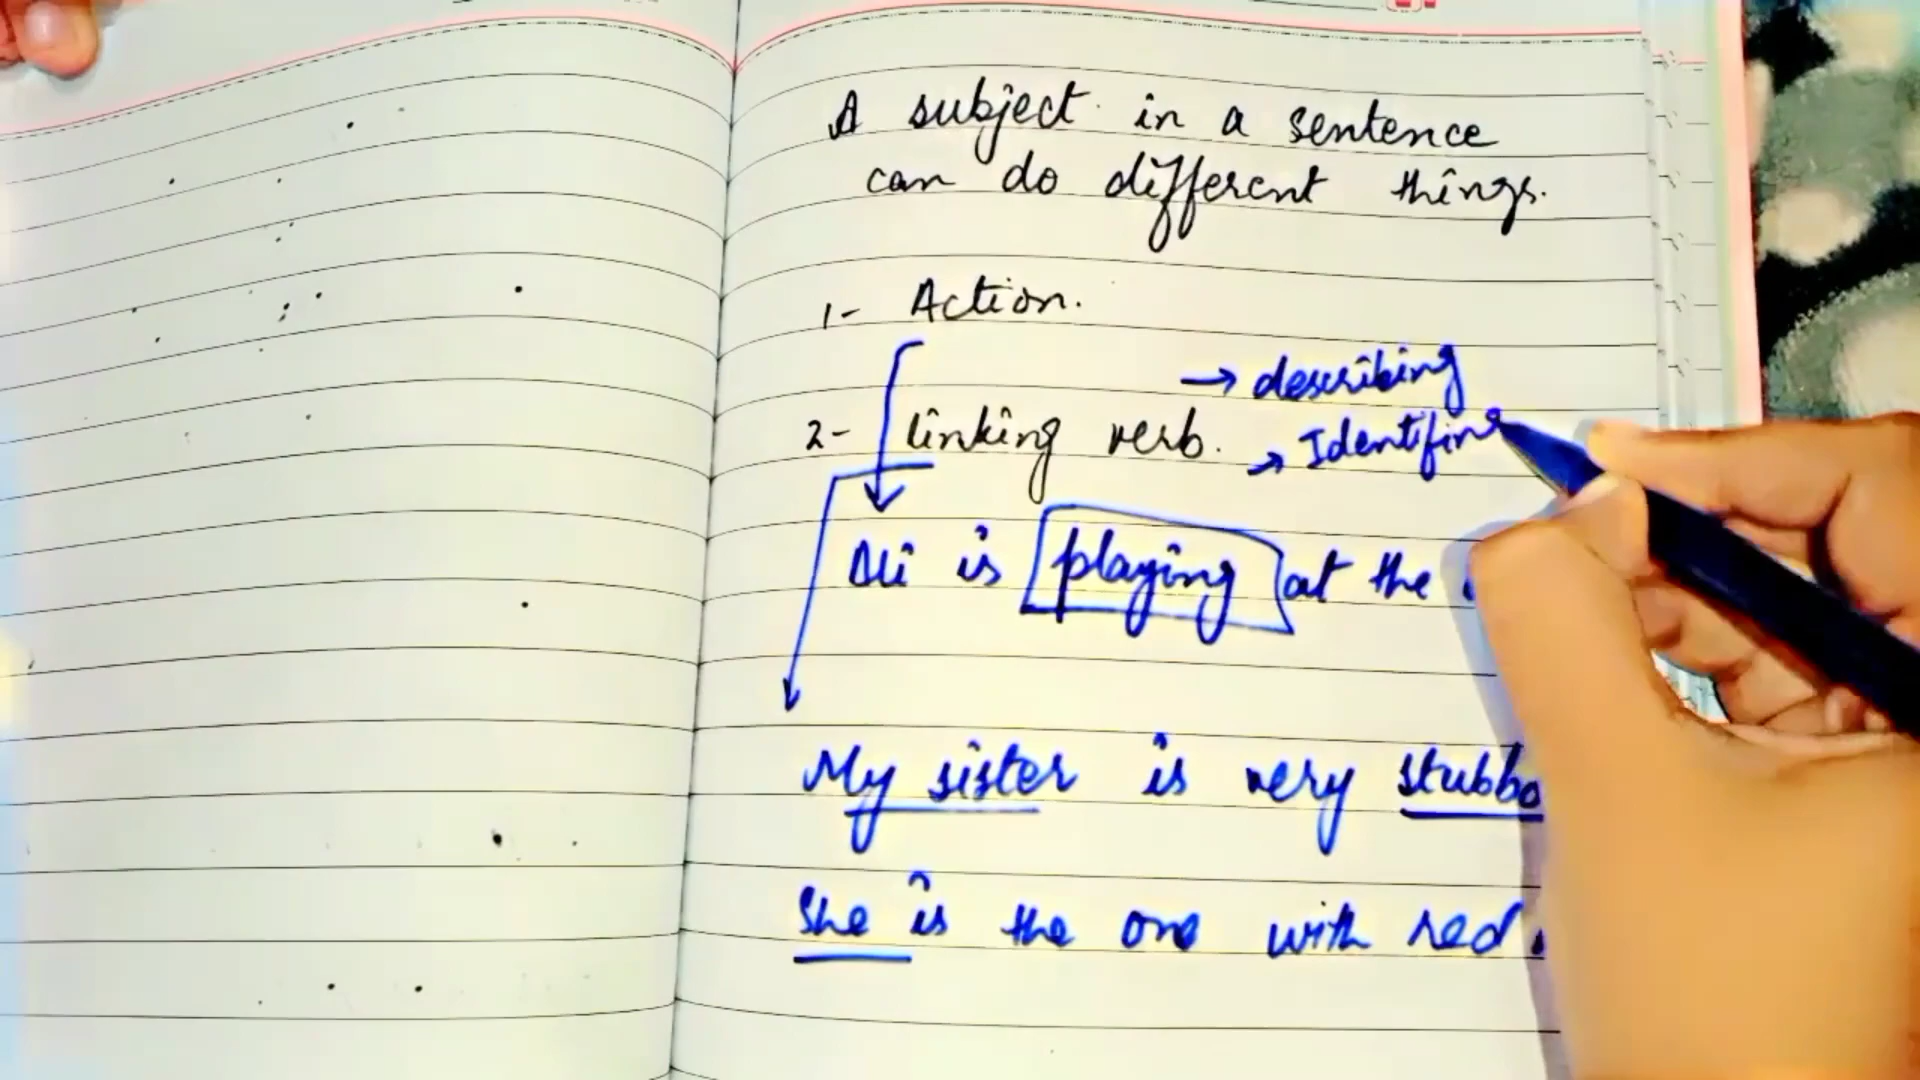 A subject in a sentence
can do different things.
1- Action.
→ describing
2- linking verb.
→ Identifing
Ali is playing at the
My sister is very stubbo
She is the one with red